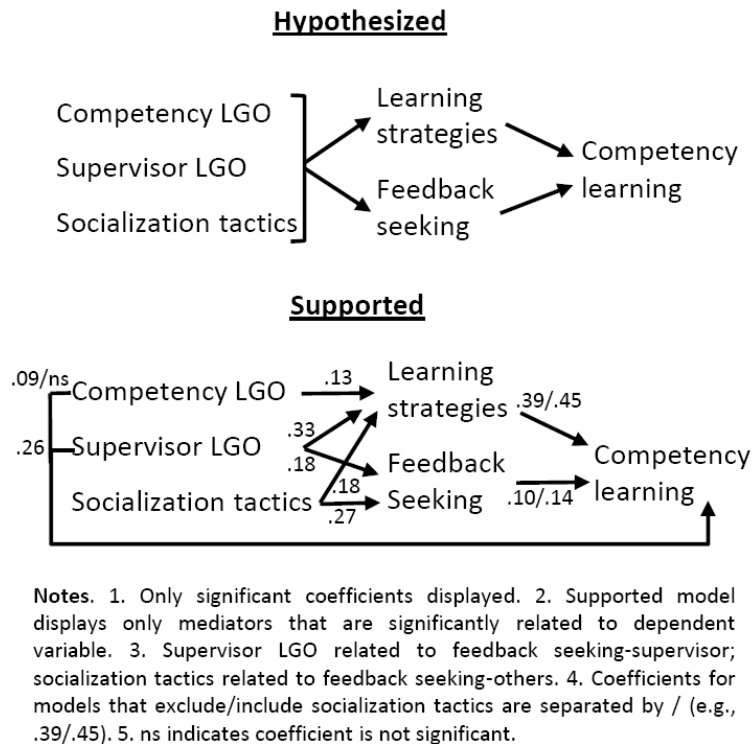 Hypothesized
Competency LGO
Supervisor LGO
Socialization tactics
Learning
strategies
Feedback
seeking
Competency
learning
Supported
.09/ns
Competency LGO
.13
Learning
strategies
.39/.45
.26
Supervisor LGO
.33
.18
Feedback
Seeking
.10/.14
Socialization tactics
.18
.27
Competency
learning
Notes. 1. Only significant coefficients displayed. 2. Supported model
displays only mediators that are significantly related to dependent
variable. 3. Supervisor LGO related to feedback seeking-supervisor;
socialization tactics related to feedback seeking-others. 4. Coefficients for
models that exclude/include socialization tactics are separated by / (e.g.,
.39/.45). 5. ns indicates coefficient is not significant.